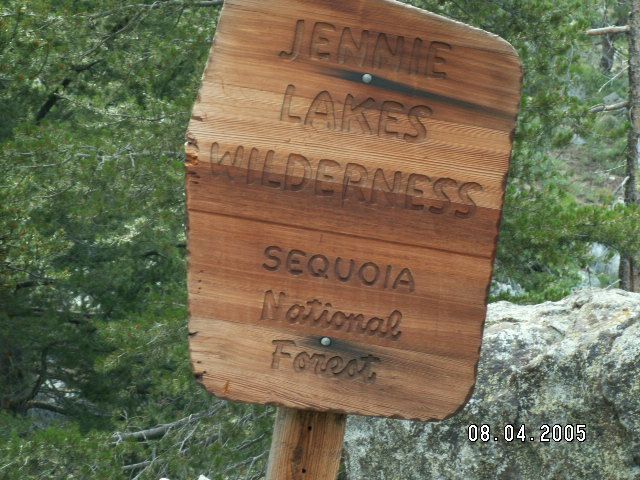 JENNIE
LAKES
WILDERNESS
SEQUOIA
National
Forest
08.04.2005